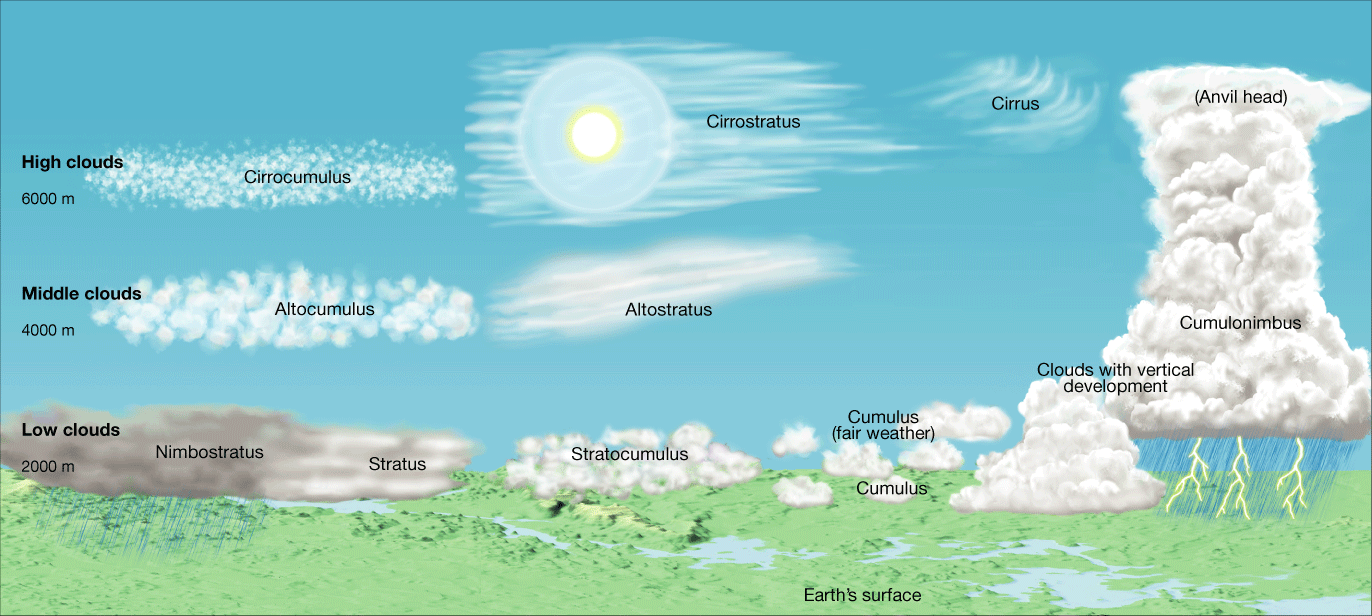 (Anvil head)
Cirrus
Cirrostratus
High clouds
Cirrocumulus
6000 m
Middle clouds
Altocumulus
Altostratus
4000 m
Cumulonimbus
Clouds with vertical
development
Cumulus
(fair weather)
Low clouds
Nimbostratus
Stratocumulus
Stratus
2000 m
Cumulus
Earth's surface